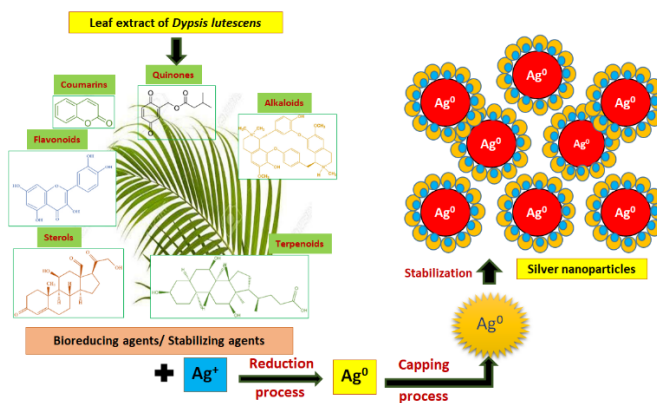 Leaf extract of Dypsis lutescens
Quinones
Coumarins
Alkaloids
Flavonoids
Sterols
Terpenoids
Bioreducing agents/ Stabilizing agents
+ Ag⁺
Reduction
process
Ag⁰
Capping
process
Ag⁰
Stabilization
Silver nanoparticles
Ag⁰
Ag⁰
Ag⁰
Ag⁰
Ag⁰
Ag⁰
Ag⁰
Ag⁰